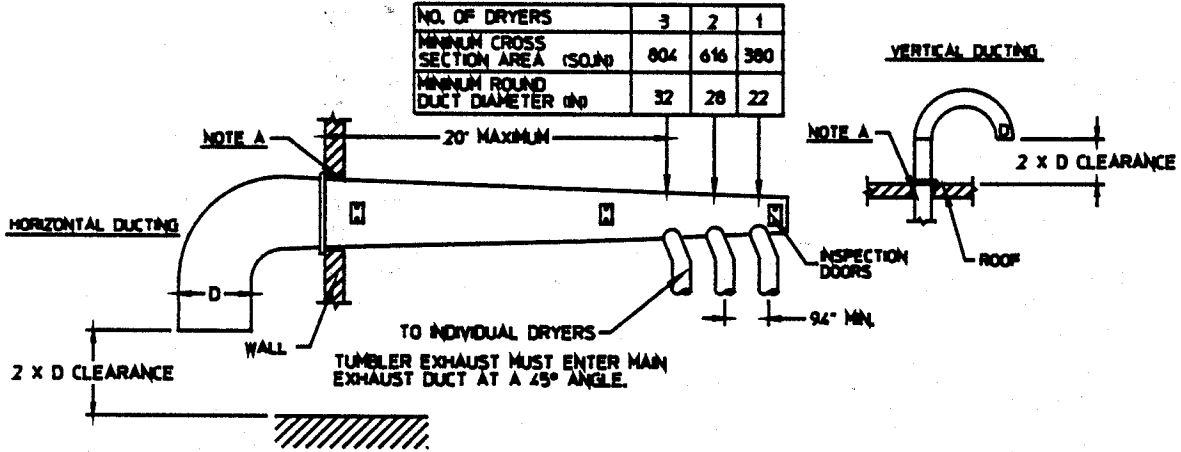 NO. OF DRYERS 3 2 1
MINIMUM CROSS
SECTION AREA (SQ.IN) 804 616 380
MINIMUM ROUND
DUCT DIAMETER (IN) 32 28 22
VERTICAL DUCTING
NOTE A
20" MAXIMUM
NOTE A
D
2 X D CLEARANCE
HORIZONTAL DUCTING
INSPECTION
DOORS
ROOF
D
94" MIN.
TO INDIVIDUAL DRYERS
WALL
TUMBLER EXHAUST MUST ENTER MAIN
EXHAUST DUCT AT A 45° ANGLE.
2 X D CLEARANCE